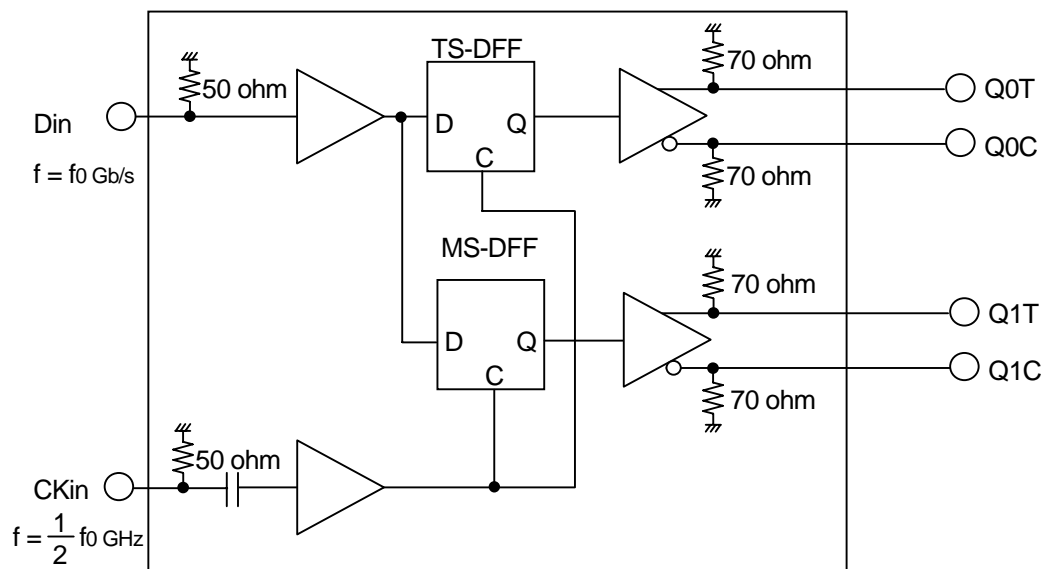 TS-DFF
70 ohm
50 ohm
Q0T
Din
D
Q
C
Q0C
f = f0 Gb/s
70 ohm
MS-DFF
70 ohm
Q1T
D
Q
C
Q1C
70 ohm
50 ohm
CKin
f = 1/2 f0 GHz